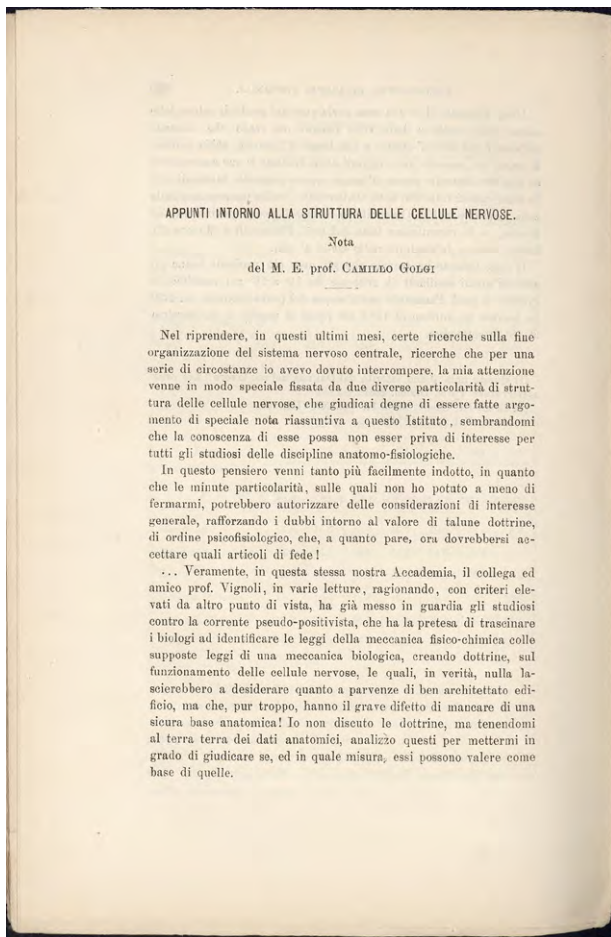 APPUNTI INTORNO ALLA STRUTTURA DELLE CELLULE NERVOSE.
Nota
del M. E. prof. CAMILLO GOLGI
Nel riprendere, in questi ultimi mesi, certe ricerche sulla fine
organizzazione del sistema nervoso centrale, ricerche che per una
serie di circostanze io avevo dovuto interrompere, la mia attenzione
venne in modo speciale fissata da due diverse particolarità di strut-
tura delle cellule nervose, che giudicai degne di essere fatte argo-
mento di speciale nota riassuntiva a questo Istituto, sembrandomi
che la conoscenza di esse possa non esser priva di interesse per
tutti gli studiosi delle discipline anatomo-fisiologiche.
In questo pensiero venni tanto più facilmente indotto, in quanto
che le minute particolarità, sulle quali non ho potuto a meno di
fermarmi, potrebbero autorizzare delle considerazioni di interesse
generale, rafforzando i dubbi intorno al valore di talune dottrine,
di ordine psicofisiologico, che, a quanto pare, ora dovrebbersi ac-
cettare quali articoli di fede!
... Veramente, in questa stessa nostra Accademia, il collega ed
amico prof. Vignoli, in varie letture, ragionando, con criteri ele-
vati da altro punto di vista, ha già messo in guardia gli studiosi
contro la corrente pseudo-positivista, che ha la pretesa di trascinare
i biologi ad identificare le leggi della meccanica fisico-chimica colle
supposte leggi di una meccanica biologica, creando dottrine, sul
funzionamento delle cellule nervose, le quali, in verità, nulla la-
scierebbero a desiderare quanto a parvenze di ben architettato edi-
ficio, ma che, pur troppo, hanno il grave difetto di mancare di una
sicura base anatomica! Io non discuto le dottrine, ma tenendomi
al terra terra dei dati anatomici, analizzo questi per mettermi in
grado di giudicare se, ed in quale misura, essi possono valere come
base di quelle.